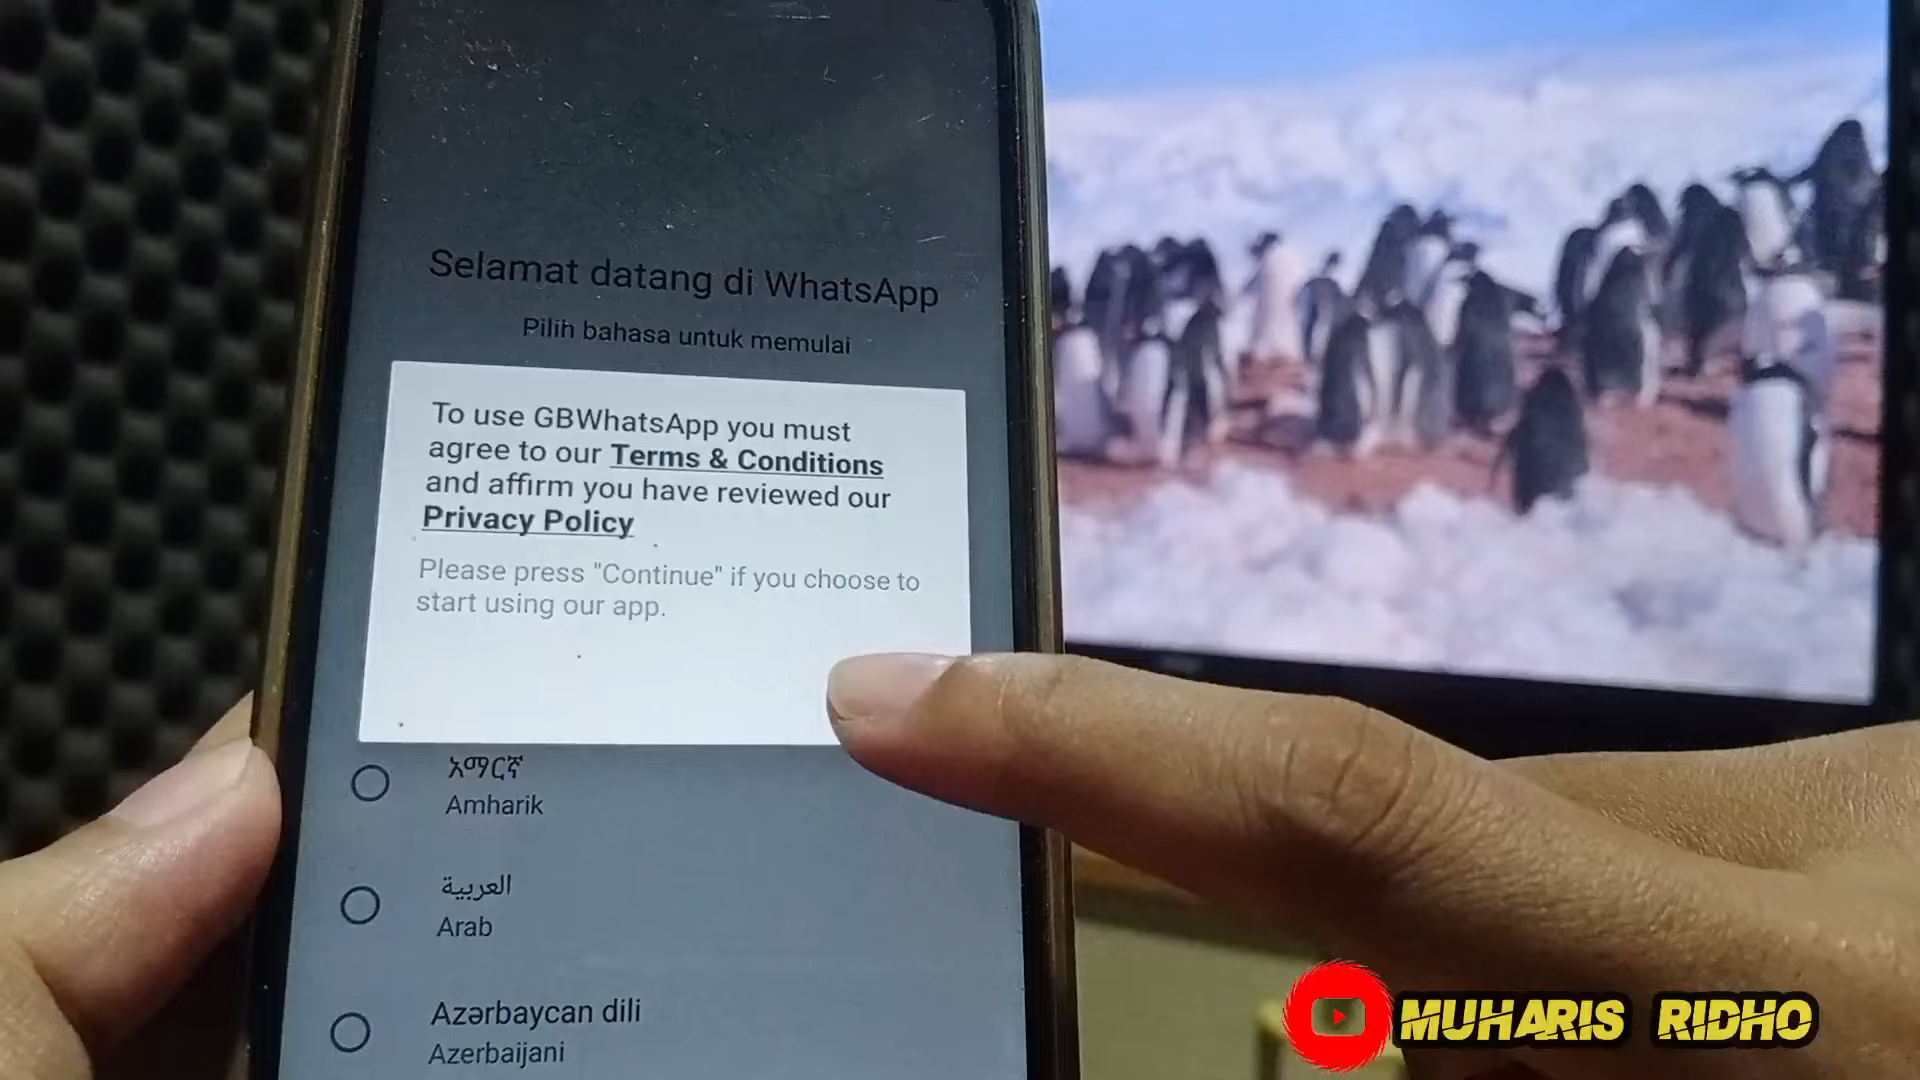 Selamat datang di WhatsApp
Pilih bahasa untuk memulai
To use GBWhatsApp you must
agree to our Terms & Conditions
and affirm you have reviewed our
Privacy Policy
Please press "Continue" if you choose to
start using our app.
አማርኛ
Amharik
العربية
Arab
Azərbaycan dili
Azerbaijani
MUHARIS RIDHO